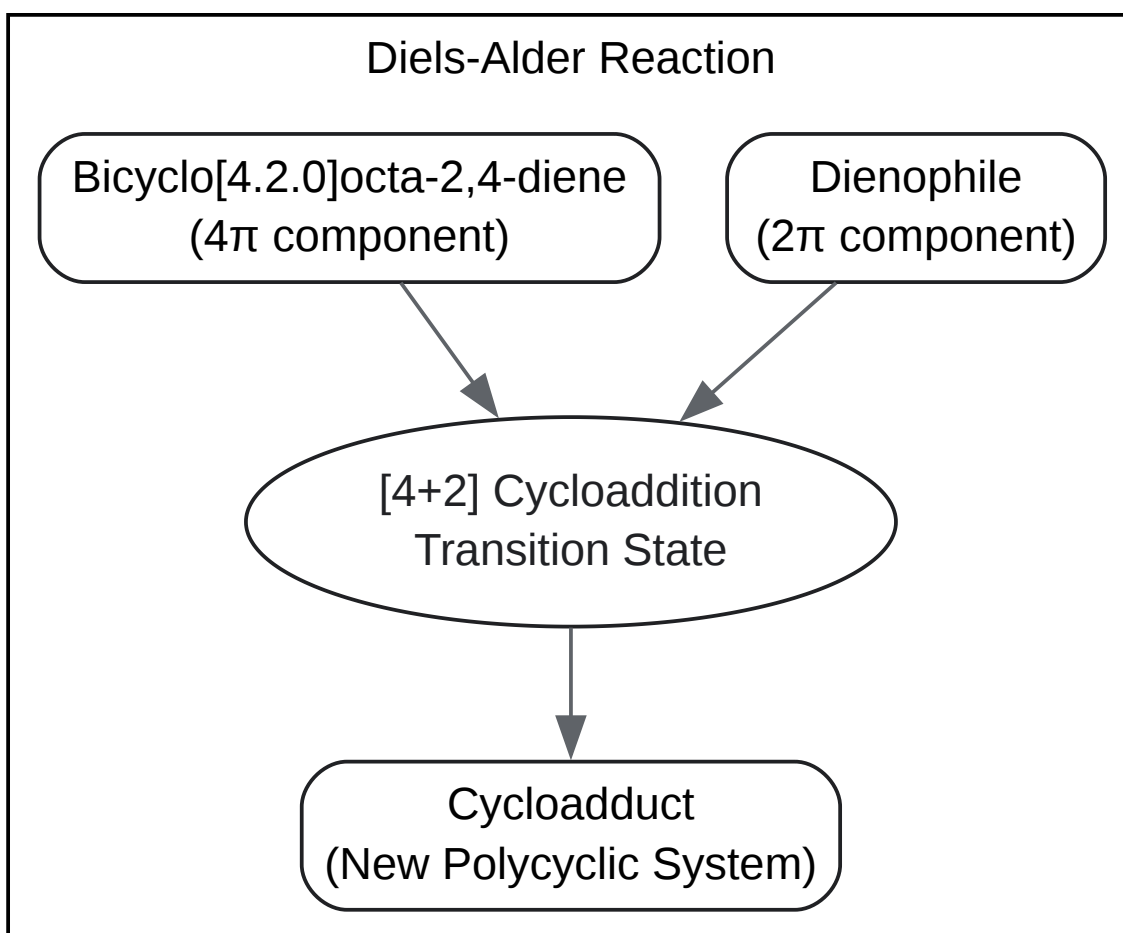 Diels-Alder Reaction
Bicyclo[4.2.0]octa-2,4-diene
(4π component)
Dienophile
(2π component)
[4+2] Cycloaddition
Transition State
Cycloadduct
(New Polycyclic System)